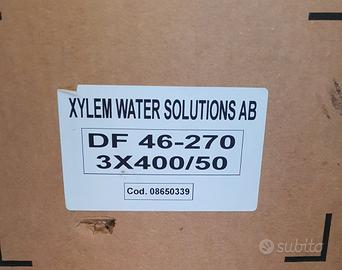 XYLEM WATER SOLUTIONS AB
DF 46-270
3X400/50
Cod. 08650339
subito